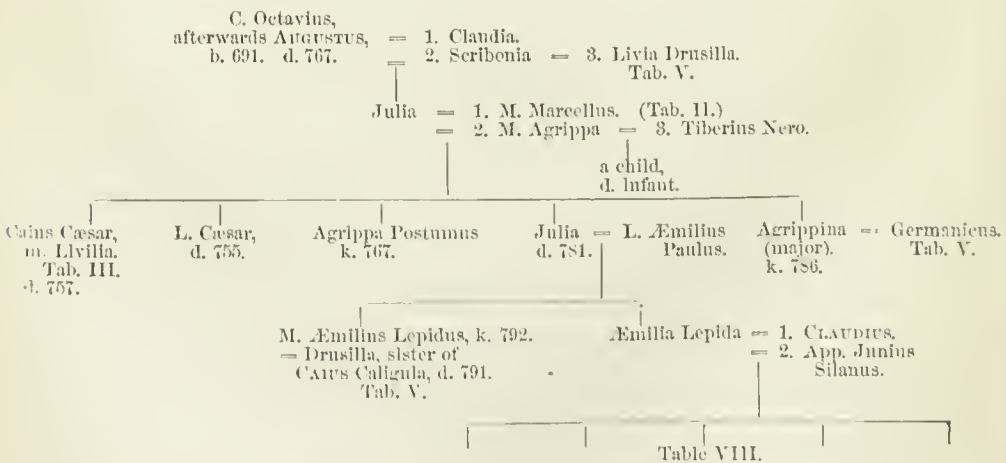 C. Octavius,
afterwards AUGUSTUS, = 1. Claudia.
b. 691. d. 767. = 2. Scribonia = 3. Livia Drusilla.
Tab. V.
Julia = 1. M. Marcellus. (Tab. II.)
= 2. M. Agrippa = 3. Tiberius Nero.
a child,
d. Infant.
Caius Cæsar,
m. Livilla.
Tab. III.
d. 757.
L. Cæsar,
d. 755.
Agrippa Postumus
k. 767.
Julia = L. Æmilius
d. 781. Paulus.
Agrippina = Germanicus.
(major). Tab. V.
k. 786.
M. Æmilius Lepidus, k. 792.
= Drusilla, sister of
CAIUS Caligula, d. 791.
Tab. V.
Æmilia Lepida = 1. CLAUDIUS.
= 2. App. Junius
Silanus.
Table VIII.